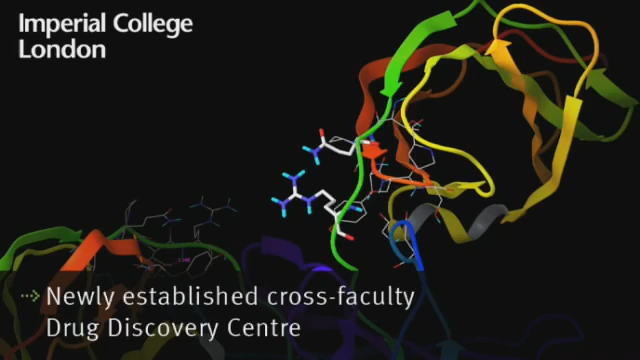 Imperial College
London
Newly established cross-faculty
Drug Discovery Centre